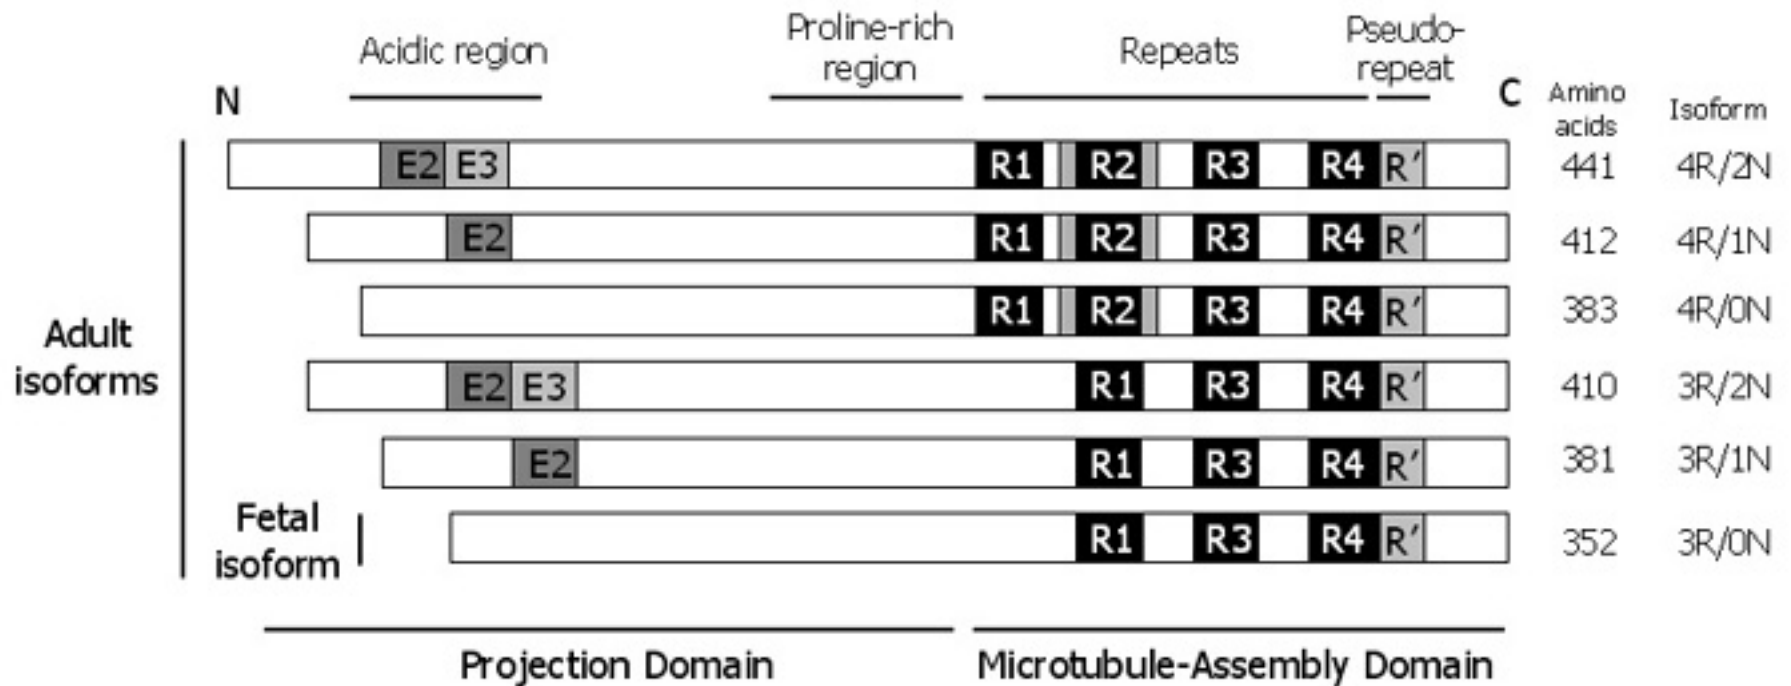 Acidic region
Proline-rich
region
Repeats
Pseudo-
repeat
N
C
Amino
acids
Isoform
E2 E3 R1 R2 R3 R4 R′ 441 4R/2N
E2 R1 R2 R3 R4 R′ 412 4R/1N
R1 R2 R3 R4 R′ 383 4R/0N
Adult
isoforms
E2 E3 R1 R3 R4 R′ 410 3R/2N
E2 R1 R3 R4 R′ 381 3R/1N
Fetal
isoform
R1 R3 R4 R′ 352 3R/0N
Projection Domain
Microtubule-Assembly Domain